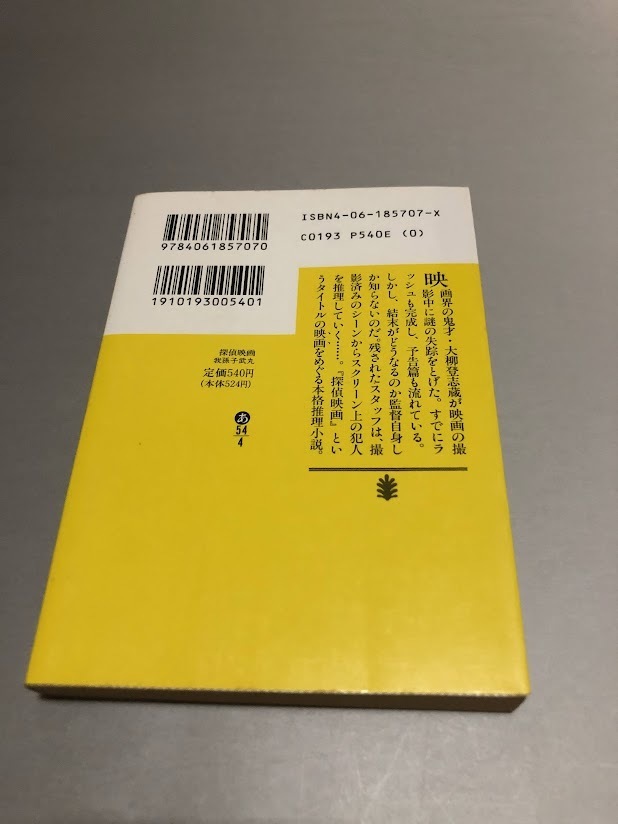 9784061857070
1910193005401
ISBN4-06-185707-X
C0193 P540E (0)
映画界の鬼才・大柳登志蔵が映画の撮
影中に謎の失踪をとげた。すでにラ
ッシュも完成し、予告篇も流れている。
しかし、結末がどうなるのか監督自身し
か知らないのだ。残されたスタッフは、撮
影済みのシーンからスクリーン上の犯人
を推理していく……。『探偵映画』とい
うタイトルの映画をめぐる本格推理小説。
探偵映画
我孫子武丸
定価540円
(本体524円)
あ
54
4